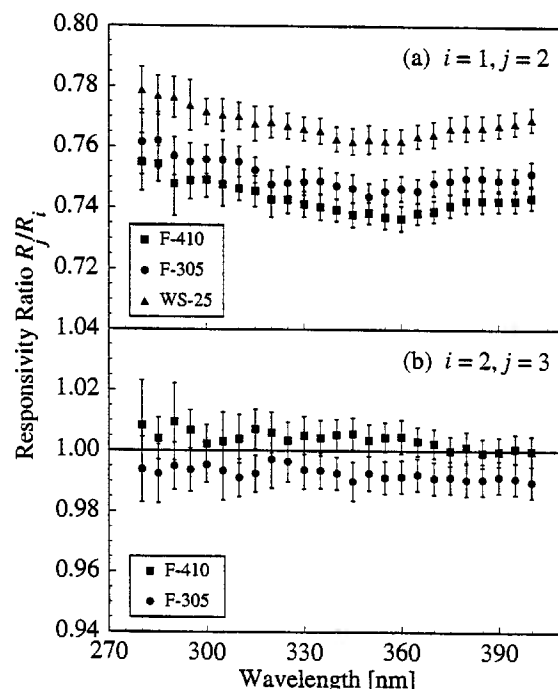 0.80
0.78
0.76
0.74
0.72
1.04
1.02
1.00
0.98
0.96
0.94
(a) i = 1, j = 2
F-410
F-305
WS-25
(b) i = 2, j = 3
F-410
F-305
Responsivity Ratio Rj/Ri
270
300
330
360
390
Wavelength [nm]